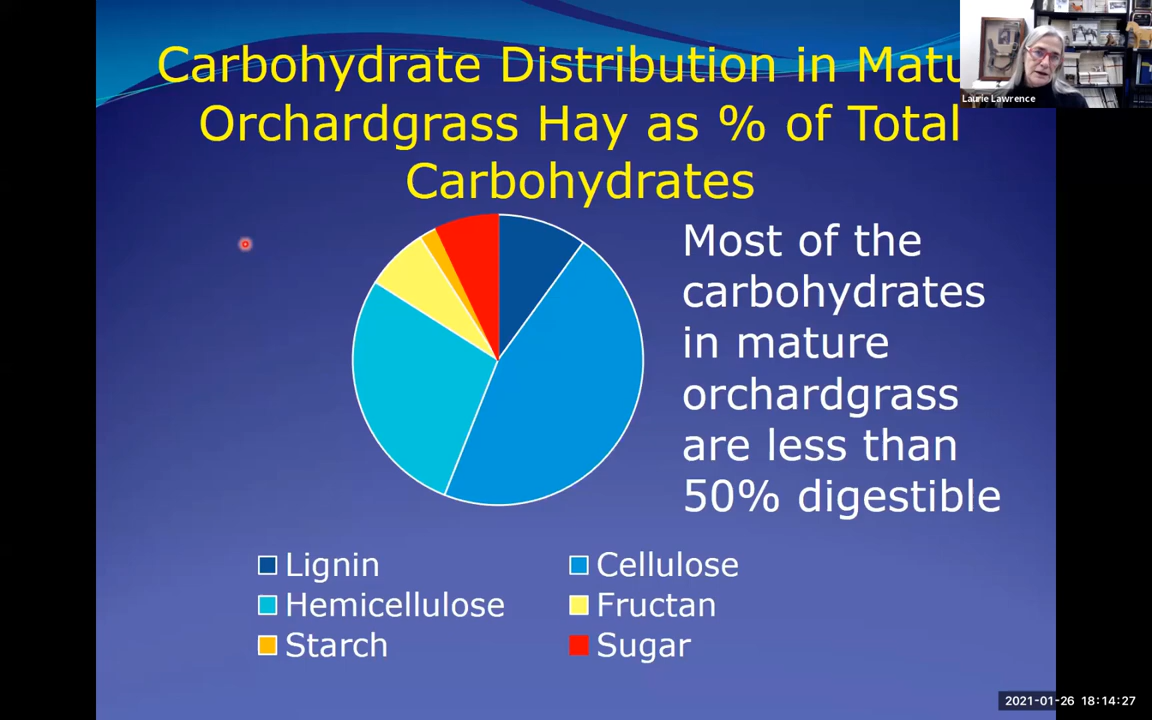 Carbohydrate Distribution in Matu
Orchardgrass Hay as % of Total
Carbohydrates
Laurie Lawrence
Most of the
carbohydrates
in mature
orchardgrass
are less than
50% digestible
Lignin
Cellulose
Hemicellulose
Fructan
Starch
Sugar
2021-01-26 18:14:27